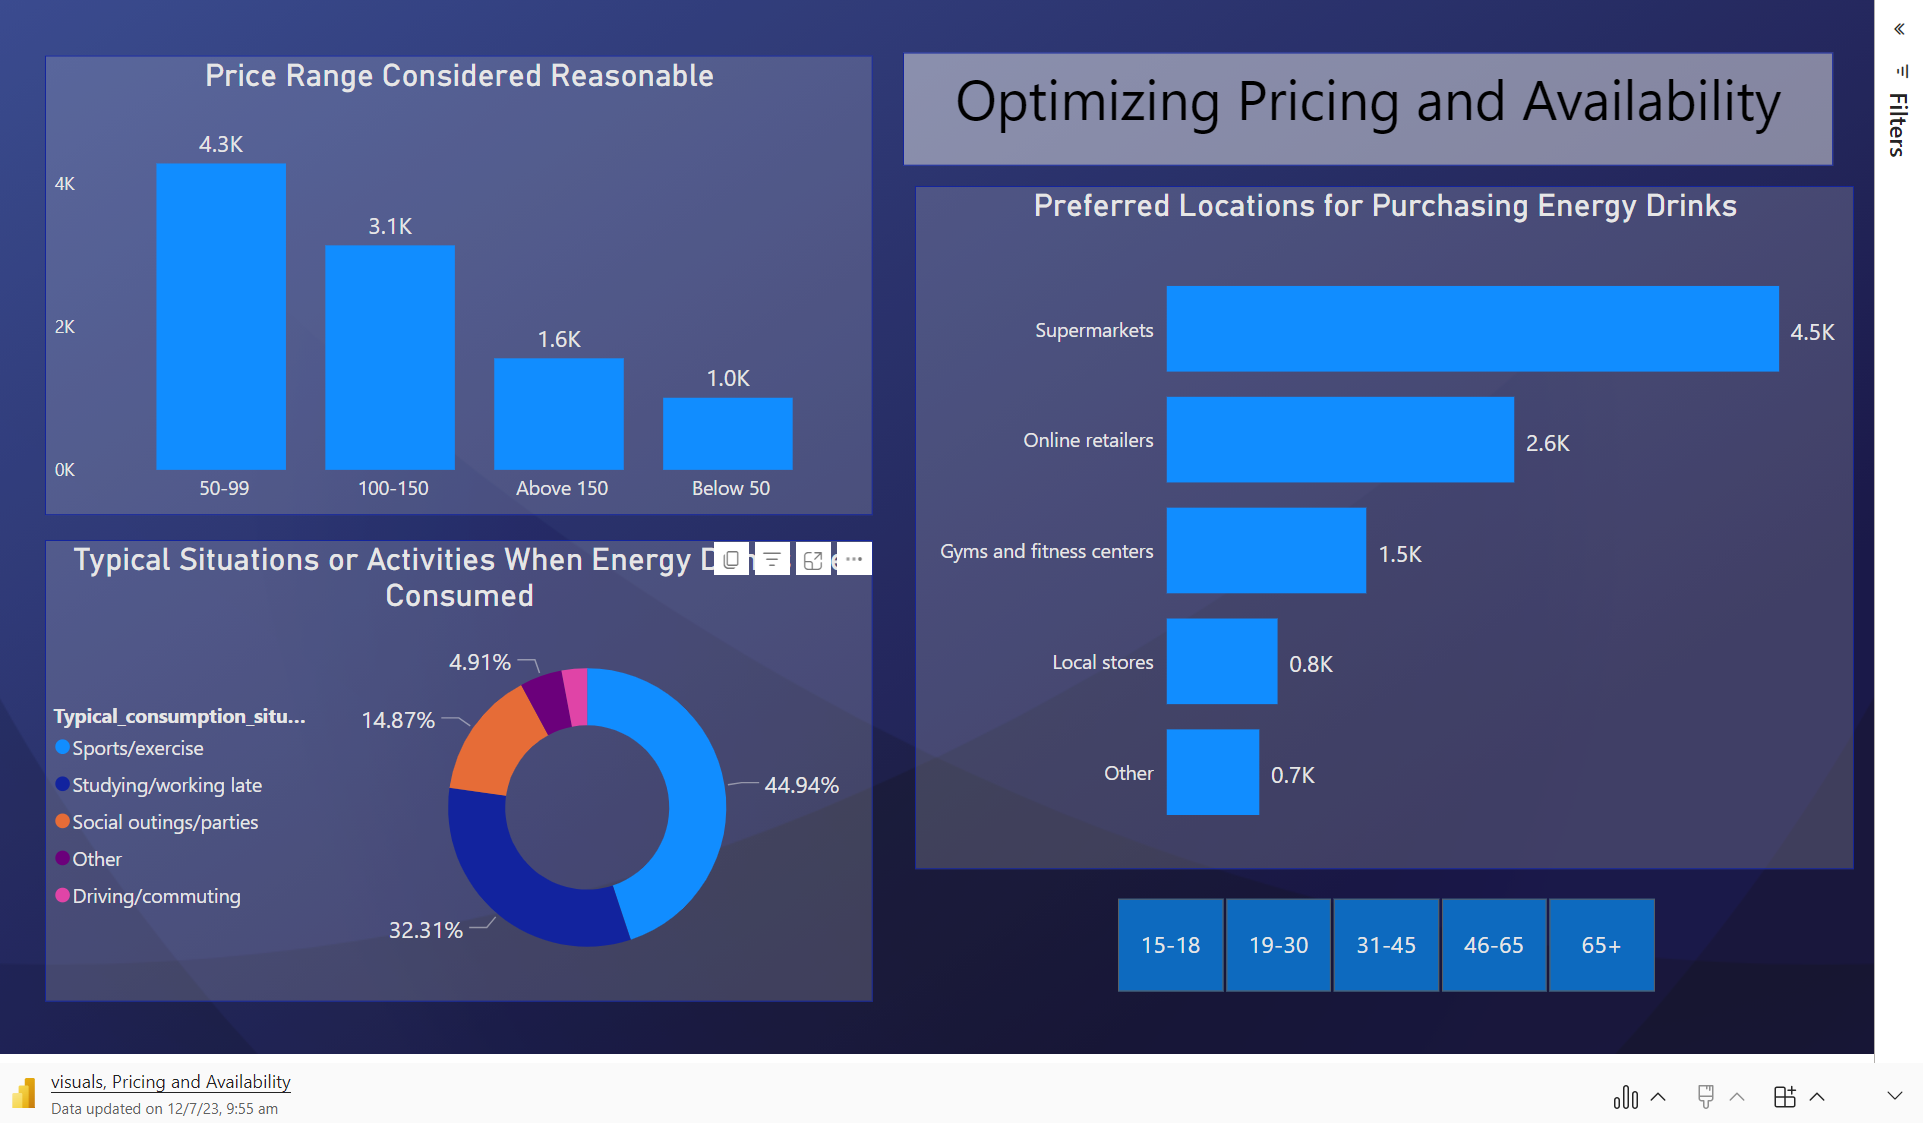 Price Range Considered Reasonable
4.3K
4K
3.1K
2K
1.6K
1.0K
0K
50-99
100-150
Above 150
Below 50
Typical Situations or Activities When Energy
Consumed
4.91%
14.87%
44.94%
32.31%
Typical_consumption_situ...
Sports/exercise
Studying/working late
Social outings/parties
Other
Driving/commuting
Optimizing Pricing and Availability
Preferred Locations for Purchasing Energy Drinks
Supermarkets
4.5K
Online retailers
2.6K
Gyms and fitness centers
1.5K
Local stores
0.8K
Other
0.7K
15-18
19-30
31-45
46-65
65+
Filters
visuals, Pricing and Availability
Data updated on 12/7/23, 9:55 am